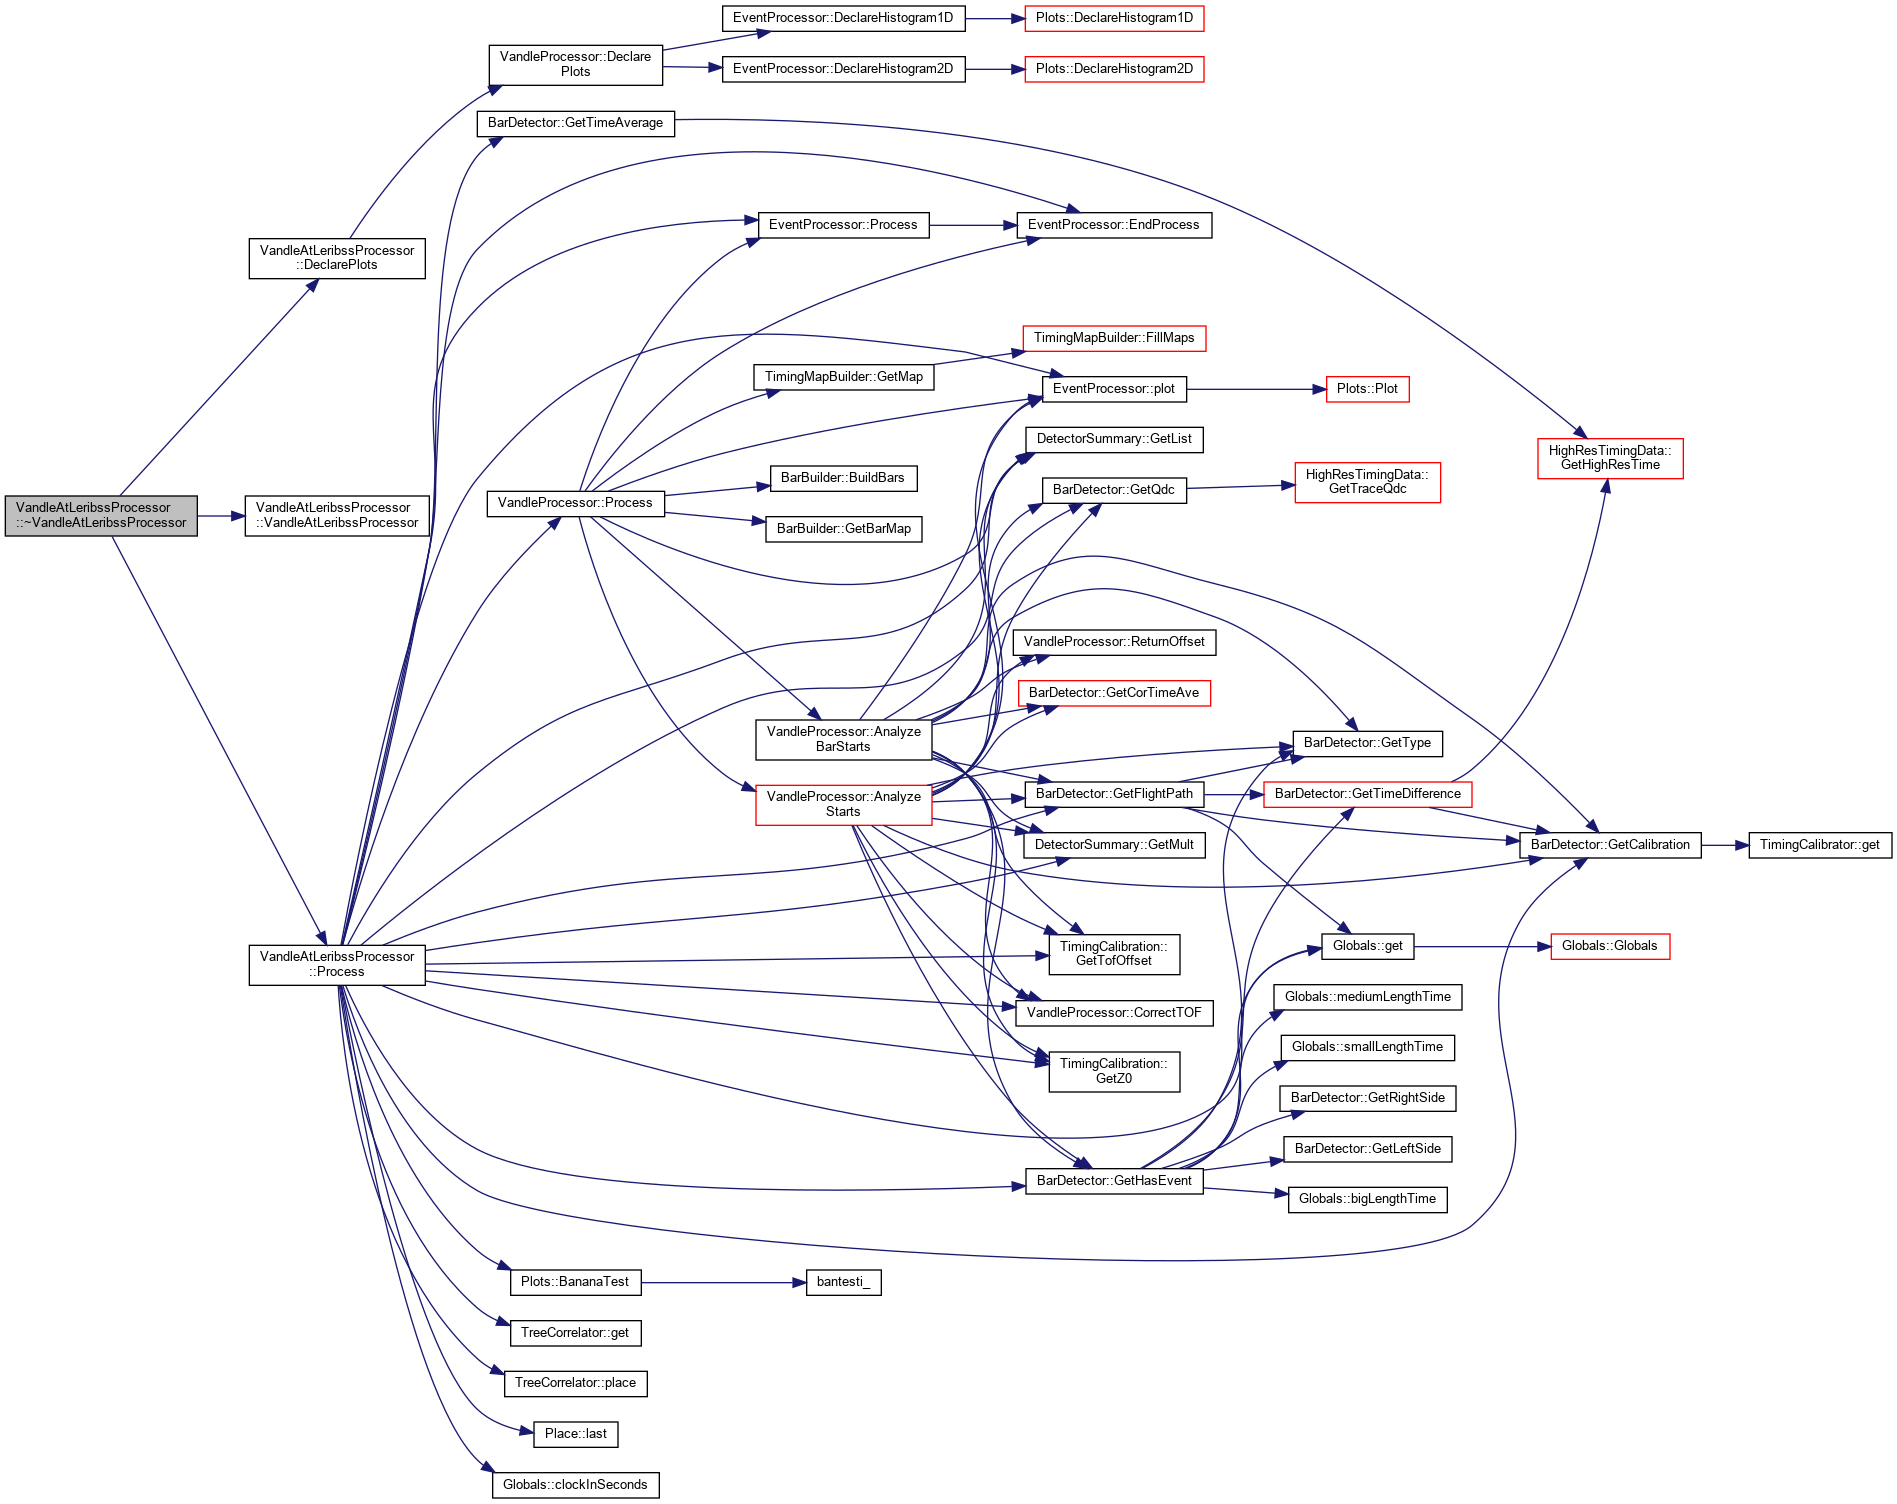 VandleAtLeribssProcessor
::~VandleAtLeribssProcessor
VandleAtLeribssProcessor
::DeclarePlots
VandleAtLeribssProcessor
::VandleAtLeribssProcessor
VandleAtLeribssProcessor
::Process
VandleProcessor::Declare
Plots
BarDetector::GetTimeAverage
VandleProcessor::Process
Plots::BananaTest
TreeCorrelator::get
TreeCorrelator::place
Place::last
Globals::clockInSeconds
EventProcessor::DeclareHistogram1D
EventProcessor::DeclareHistogram2D
EventProcessor::Process
TimingMapBuilder::GetMap
BarBuilder::BuildBars
BarBuilder::GetBarMap
VandleProcessor::Analyze
BarStarts
VandleProcessor::Analyze
Starts
bantesti_
Plots::DeclareHistogram1D
Plots::DeclareHistogram2D
EventProcessor::EndProcess
TimingMapBuilder::FillMaps
EventProcessor::plot
DetectorSummary::GetList
BarDetector::GetQdc
VandleProcessor::ReturnOffset
BarDetector::GetCorTimeAve
BarDetector::GetFlightPath
DetectorSummary::GetMult
TimingCalibration::
GetTofOffset
VandleProcessor::CorrectTOF
TimingCalibration::
GetZ0
BarDetector::GetHasEvent
Plots::Plot
HighResTimingData::
GetTraceQdc
BarDetector::GetType
BarDetector::GetTimeDifference
Globals::get
Globals::mediumLengthTime
Globals::smallLengthTime
BarDetector::GetRightSide
BarDetector::GetLeftSide
Globals::bigLengthTime
HighResTimingData::
GetHighResTime
BarDetector::GetCalibration
Globals::Globals
TimingCalibrator::get